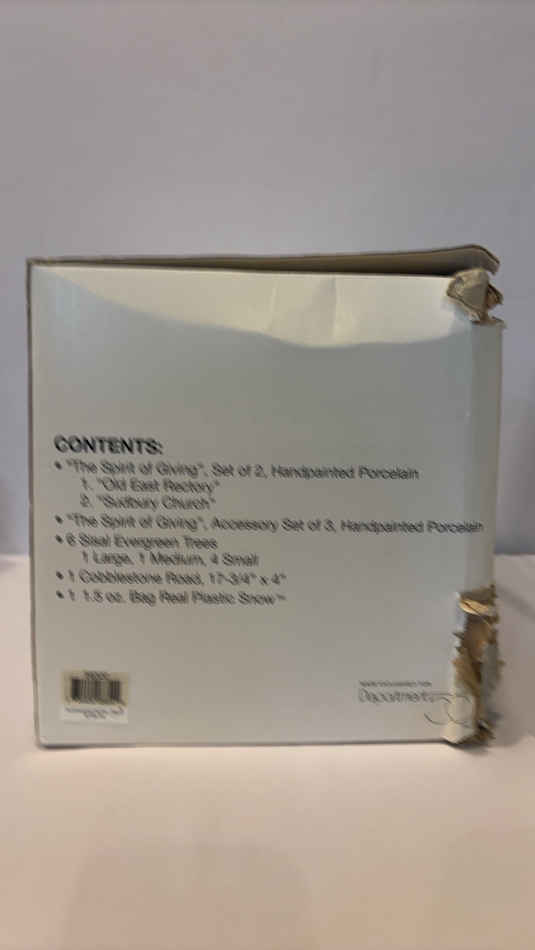 CONTENTS:
• "The Spirit of Giving", Set of 2, Handpainted Porcelain
1. "Old East Rectory"
2. "Sudbury Church"
• "The Spirit of Giving", Accessory Set of 3, Handpainted Porcelain
• 6 Sisal Evergreen Trees
1 Large, 1 Medium, 4 Small
• 1 Cobblestone Road, 17-3/4" x 4"
• 1 1.5 oz. Bag Real Plastic Snow™
Department 56